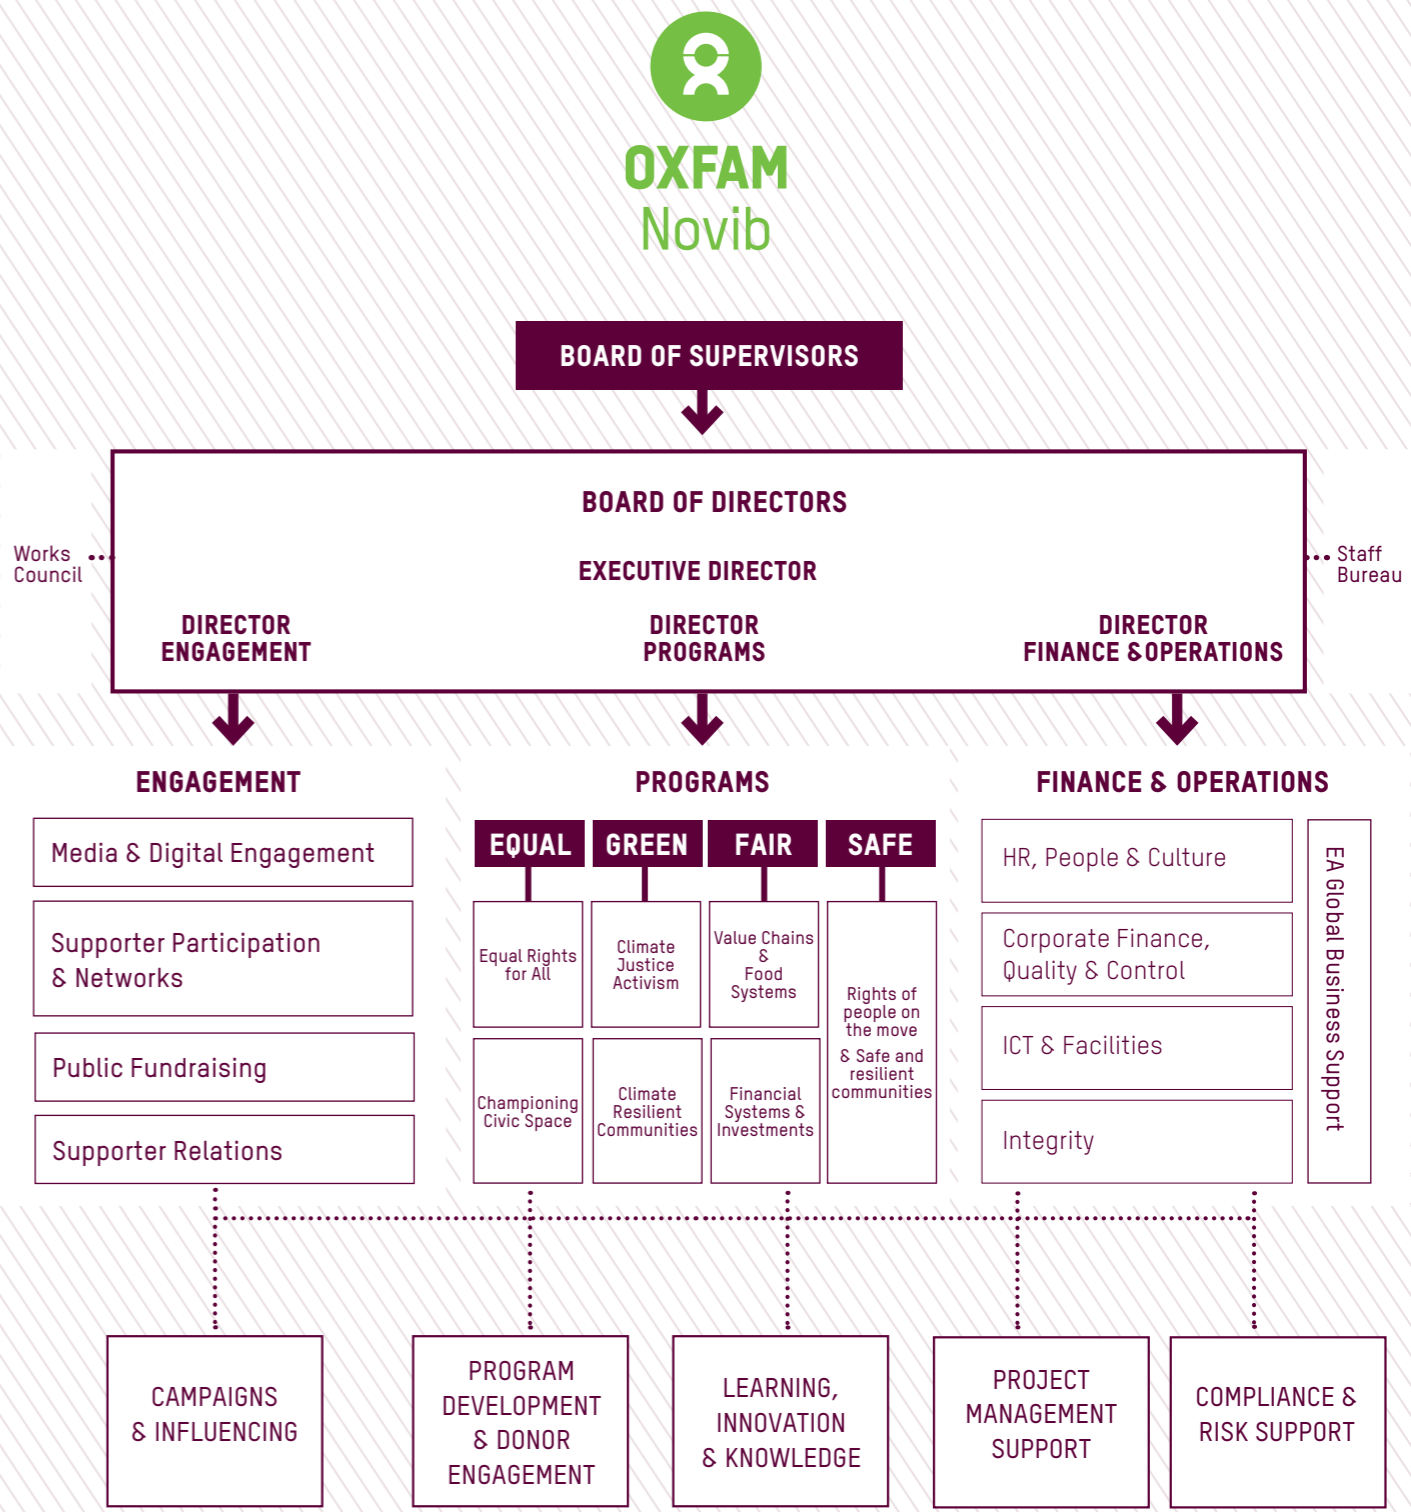 OXFAM
Novib
BOARD OF SUPERVISORS
BOARD OF DIRECTORS
Works
Council
Staff
Bureau
EXECUTIVE DIRECTOR
DIRECTOR
ENGAGEMENT
DIRECTOR
PROGRAMS
DIRECTOR
FINANCE &OPERATIONS
ENGAGEMENT
Media & Digital Engagement
Supporter Participation
& Networks
Public Fundraising
Supporter Relations
PROGRAMS
EQUAL
Equal Rights
for All
Championing
Civic Space
GREEN
Climate
Justice
Activism
Climate
Resilient
Communities
FAIR
Value Chains
&
Food
Systems
Financial
Systems &
Investments
SAFE
Rights of
people on
the move
& Safe and
resilient
communities
FINANCE & OPERATIONS
HR, People & Culture
Corporate Finance,
Quality & Control
ICT & Facilities
Integrity
EA Global Business Support
CAMPAIGNS
& INFLUENCING
PROGRAM
DEVELOPMENT
& DONOR
ENGAGEMENT
LEARNING,
INNOVATION
& KNOWLEDGE
PROJECT
MANAGEMENT
SUPPORT
COMPLIANCE &
RISK SUPPORT